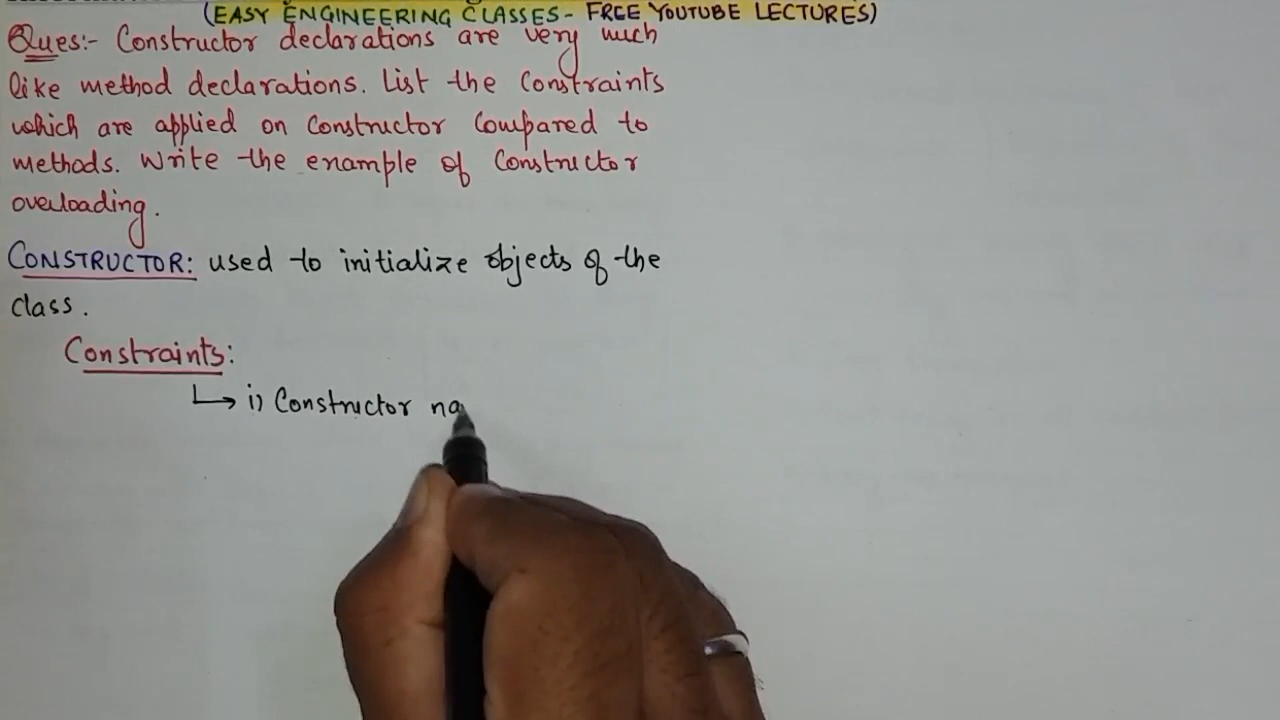 (EASY ENGINEERING CLASSES- FREE YOUTUBE LECTURES)
Ques:- Constructor declarations are very much
like method declarations. List the constraints
which are applied on constructor compared to
methods. Write the example of constructor
overloading.
CONSTRUCTOR: used to initialize objects of the
class.
Constraints:
↳ i) Constructor na